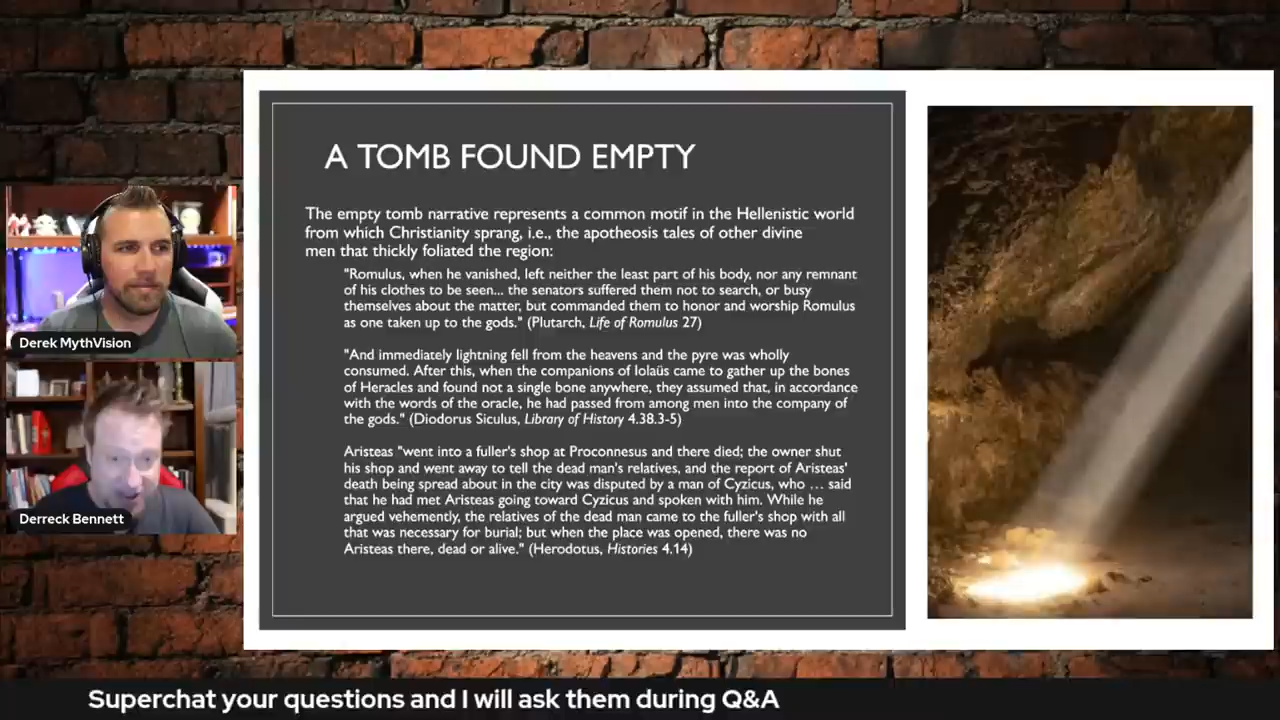 A TOMB FOUND EMPTY
The empty tomb narrative represents a common motif in the Hellenistic world
from which Christianity sprang, i.e., the apotheosis tales of other divine
men that thickly foliated the region:
"Romulus, when he vanished, left neither the least part of his body, nor any remnant
of his clothes to be seen... the senators suffered them not to search, or busy
themselves about the matter, but commanded them to honor and worship Romulus
as one taken up to the gods." (Plutarch, Life of Romulus 27)
"And immediately lightning fell from the heavens and the pyre was wholly
consumed. After this, when the companions of Iolaüs came to gather up the bones
of Heracles and found not a single bone anywhere, they assumed that, in accordance
with the words of the oracle, he had passed from among men into the company of
the gods." (Diodorus Siculus, Library of History 4.38.3-5)
Aristeas "went into a fuller's shop at Proconnesus and there died; the owner shut
his shop and went away to tell the dead man's relatives, and the report of Aristeas'
death being spread about in the city was disputed by a man of Cyzicus, who … said
that he had met Aristeas going toward Cyzicus and spoken with him. While he
argued vehemently, the relatives of the dead man came to the fuller's shop with all
that was necessary for burial; but when the place was opened, there was no
Aristeas there, dead or alive." (Herodotus, Histories 4.14)
Derek MythVision
Derreck Bennett
Superchat your questions and I will ask them during Q&A